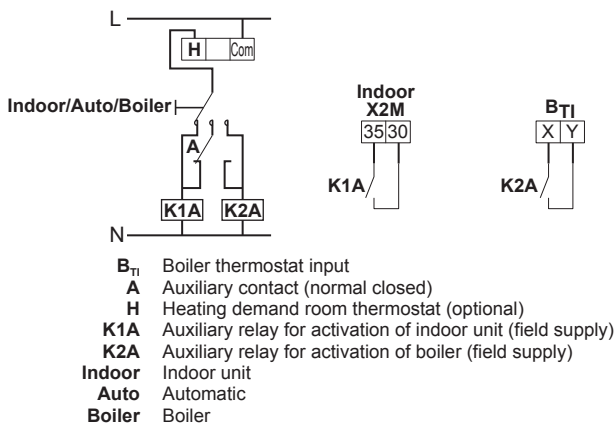 L
H Com
Indoor/Auto/Boiler
A
K1A K2A
N
Indoor
X2M
35 30
K1A
BTI
X Y
K2A
BTI Boiler thermostat input
A Auxiliary contact (normal closed)
H Heating demand room thermostat (optional)
K1A Auxiliary relay for activation of indoor unit (field supply)
K2A Auxiliary relay for activation of boiler (field supply)
Indoor Indoor unit
Auto Automatic
Boiler Boiler